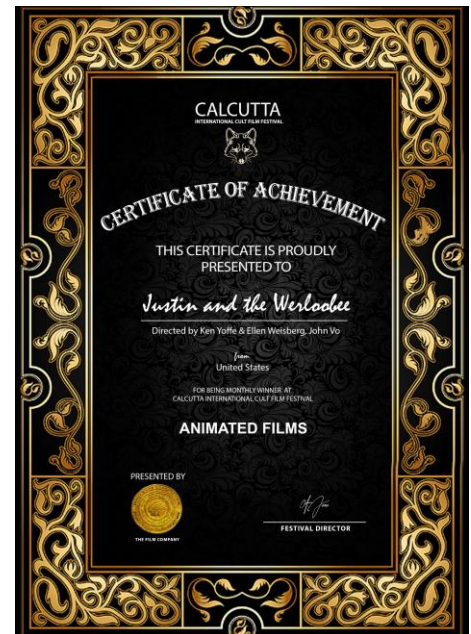 CALCUTTA
INTERNATIONAL CULT FILM FESTIVAL
CERTIFICATE OF ACHIEVEMENT
THIS CERTIFICATE IS PROUDLY
PRESENTED TO
Justin and the Werloobee
Directed by Ken Yoffe & Ellen Weisberg, John Vo
from
United States
FOR BEING MONTHLY WINNER AT
CALCUTTA INTERNATIONAL CULT FILM FESTIVAL
ANIMATED FILMS
PRESENTED BY
THE FILM COMPANY
FESTIVAL DIRECTOR